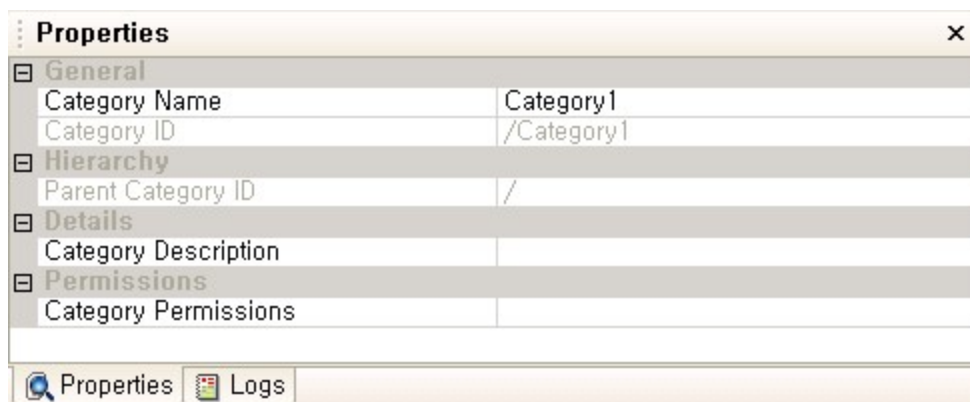 Properties
General
Category Name Category1
Category ID /Category1
Hierarchy
Parent Category ID /
Details
Category Description
Permissions
Category Permissions
Properties Logs